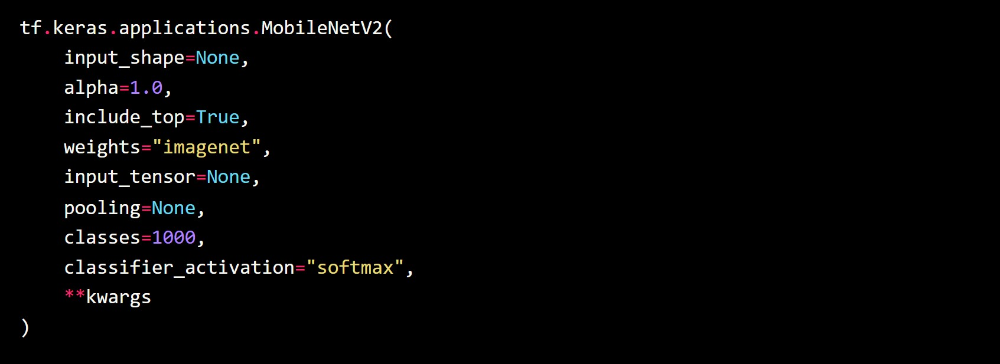 tf.keras.applications.MobileNetV2(
    input_shape=None,
    alpha=1.0,
    include_top=True,
    weights="imagenet",
    input_tensor=None,
    pooling=None,
    classes=1000,
    classifier_activation="softmax",
    **kwargs
)